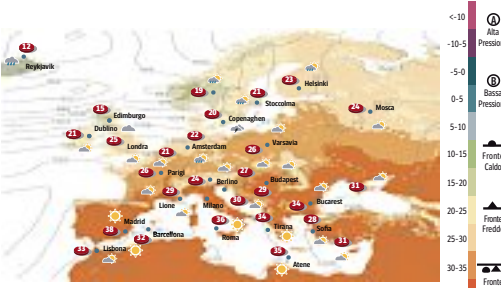 12
Reykjavik
<-10
-10-5
-5-0
0-5
5-10
10-15
15-20
20-25
25-30
30-35
A
Alta
Pression
B
Bassa
Pression
Fronte
Caldo
Fronte
Freddo
Fronte
19
21
Stoccolma
23
Helsinki
24
Mosca
15
Edimburgo
20
Copenaghen
21
Dublino
25
Londra
22
Amsterdam
26
Varsavia
21
26
Parigi
24
Berlino
27
Budapest
29
29
Lione
30
Milano
34
Bucarest
31
38
Madrid
32
Barcellona
36
Roma
34
Tirana
28
Sofia
31
33
Lisbona
35
Atene